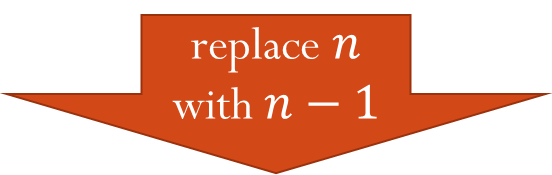 replace n
with n − 1